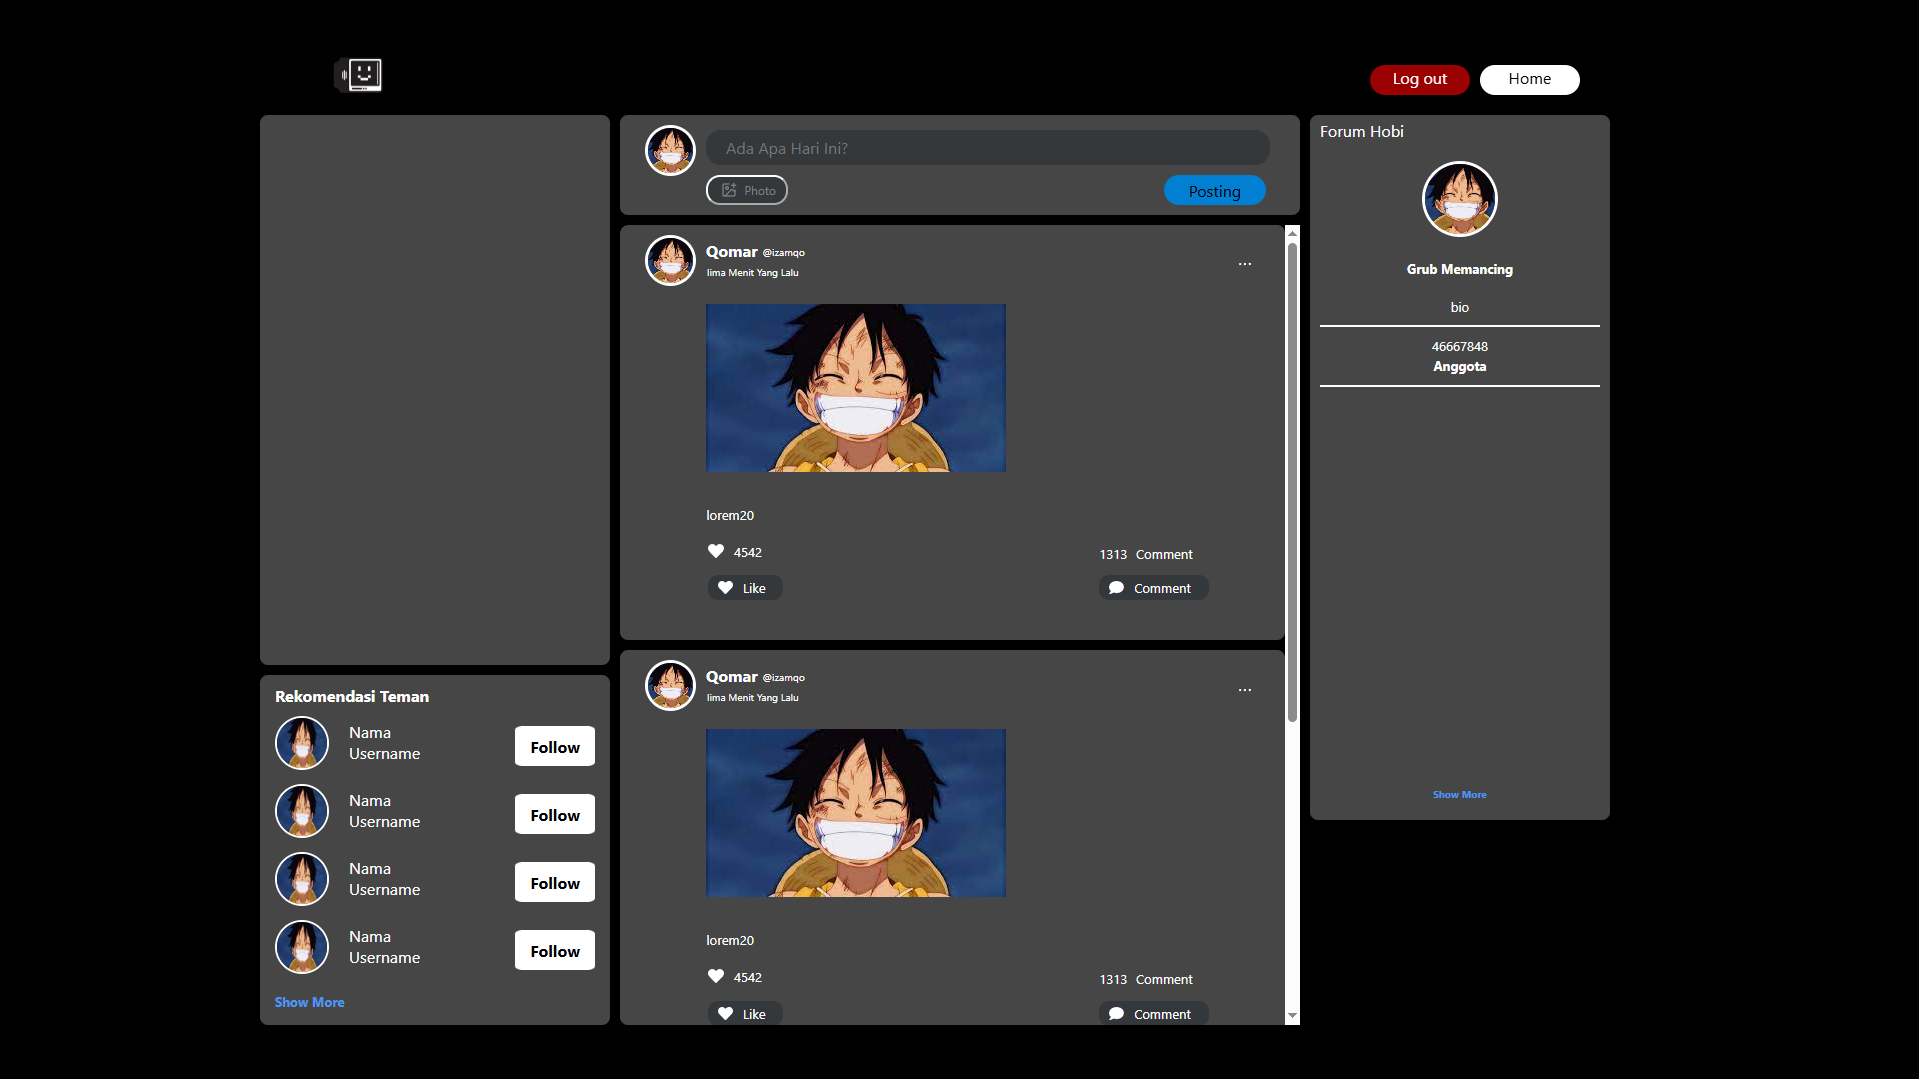 Log out
Home
Ada Apa Hari Ini?
Photo
Posting
Qomar @izamqo
lima Menit Yang Lalu
...
lorem20
4542
1313 Comment
Like
Comment
Qomar @izamqo
lima Menit Yang Lalu
...
lorem20
4542
1313 Comment
Like
Comment
Rekomendasi Teman
Nama
Username
Follow
Nama
Username
Follow
Nama
Username
Follow
Nama
Username
Follow
Show More
Forum Hobi
Grub Memancing
bio
46667848
Anggota
Show More